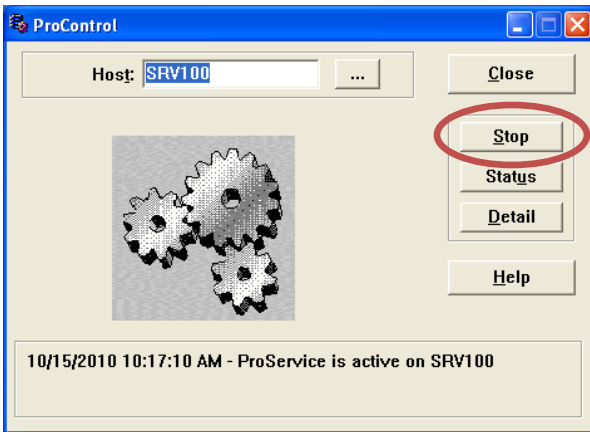 ProControl
Host: SRV100 ...
Close
Stop
Status
Detail
Help
10/15/2010 10:17:10 AM - ProService is active on SRV100